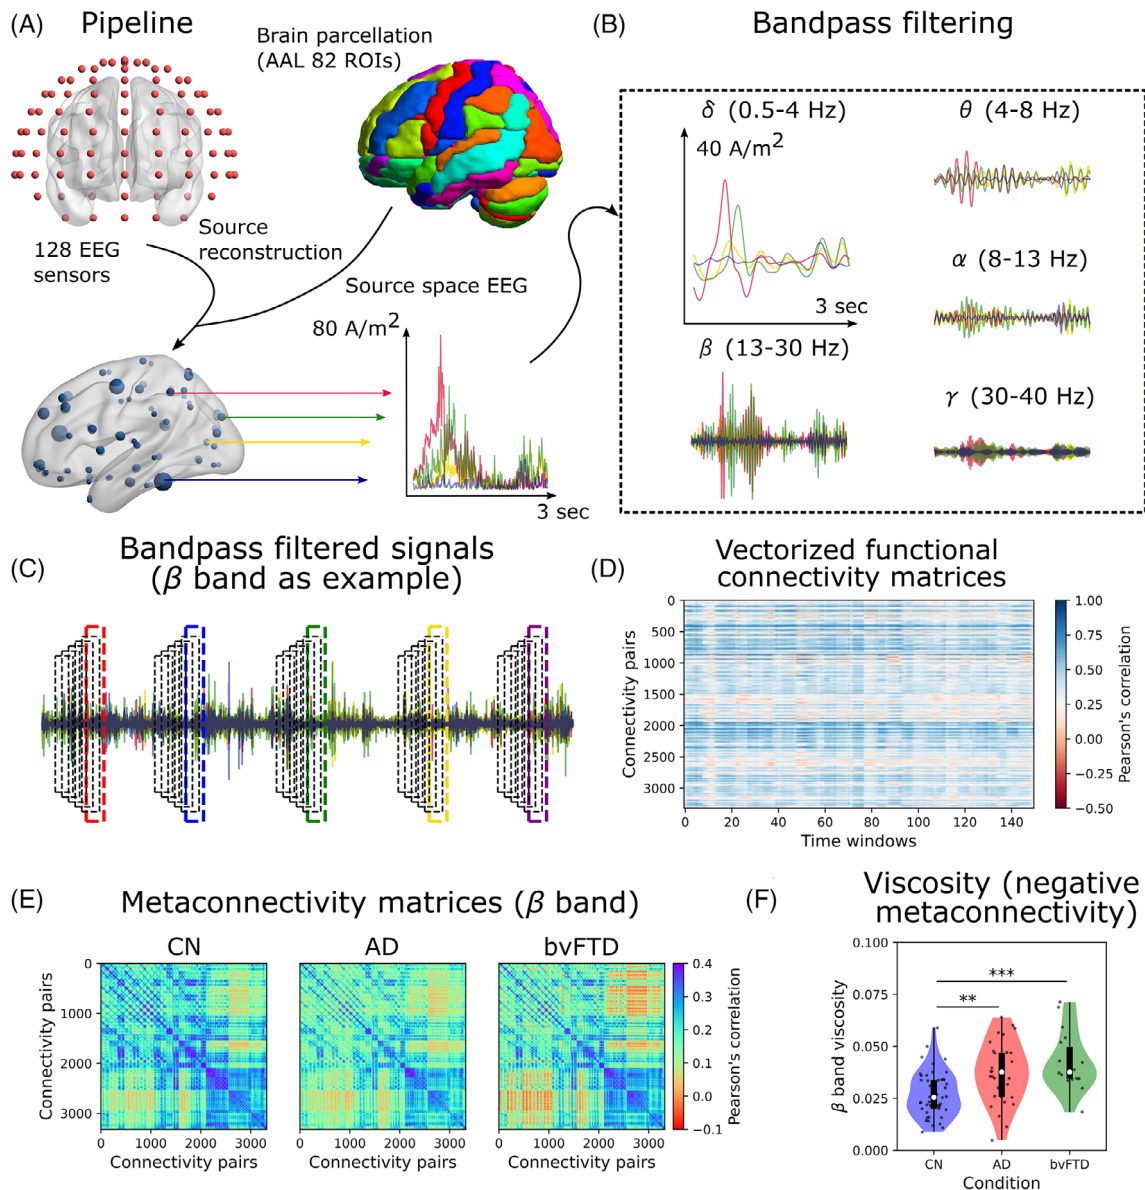 (A) Pipeline
Brain parcellation
(AAL 82 ROIs)
128 EEG
sensors
Source
reconstruction
Source space EEG
80 A/m²
3 sec
(B) Bandpass filtering
δ (0.5-4 Hz)
40 A/m²
3 sec
θ (4-8 Hz)
α (8-13 Hz)
β (13-30 Hz)
γ (30-40 Hz)
(C) Bandpass filtered signals
(β band as example)
(D) Vectorized functional
connectivity matrices
Connectivity pairs
0
500
1000
1500
2000
2500
3000
0 20 40 60 80 100 120 140
Time windows
1.00
0.75
0.50
0.25
0.00
−0.25
−0.50
Pearson's correlation
(E) Metaconnectivity matrices (β band)
CN AD bvFTD
Connectivity pairs
0
1000
2000
3000
0 1000 2000 3000 0 1000 2000 3000 0 1000 2000 3000
Connectivity pairs Connectivity pairs Connectivity pairs
0.4
0.3
0.2
0.1
0.0
−0.1
Pearson's correlation
(F) Viscosity (negative
metaconnectivity)
β band viscosity
0.100
0.075
0.050
0.025
0.000
***
**
CN AD bvFTD
Condition